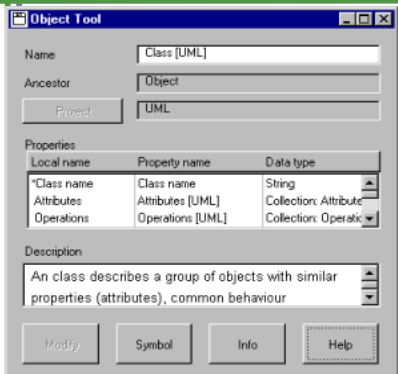 Object Tool
Name Class [UML]
Ancestor Object
Project UML
Properties
Local name Property name Data type
*Class name Class name String
Attributes Attributes [UML] Collection: Attribute
Operations Operations [UML] Collection: Operatic
Description
An class describes a group of objects with similar
properties (attributes), common behaviour
Modify Symbol Info Help